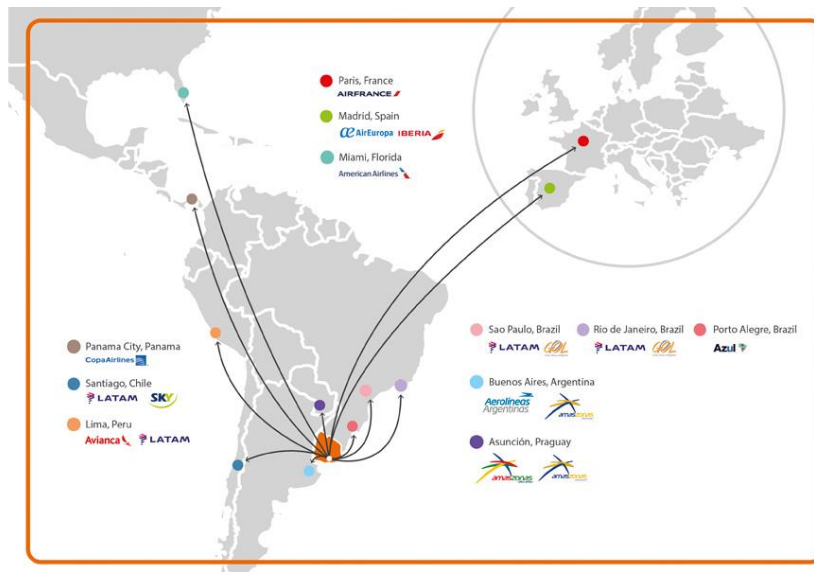 Paris, France
AIRFRANCE
Madrid, Spain
AirEuropa IBERIA
Miami, Florida
American Airlines
Panama City, Panama
CopaAirlines
Santiago, Chile
LATAM SKY
Lima, Peru
Avianca LATAM
Sao Paulo, Brazil
LATAM GOL
Rio de Janeiro, Brazil
LATAM GOL
Porto Alegre, Brazil
Azul
Buenos Aires, Argentina
Aerolíneas
Argentinas
amaszonas
Asunción, Praguay
amaszonas amaszonas